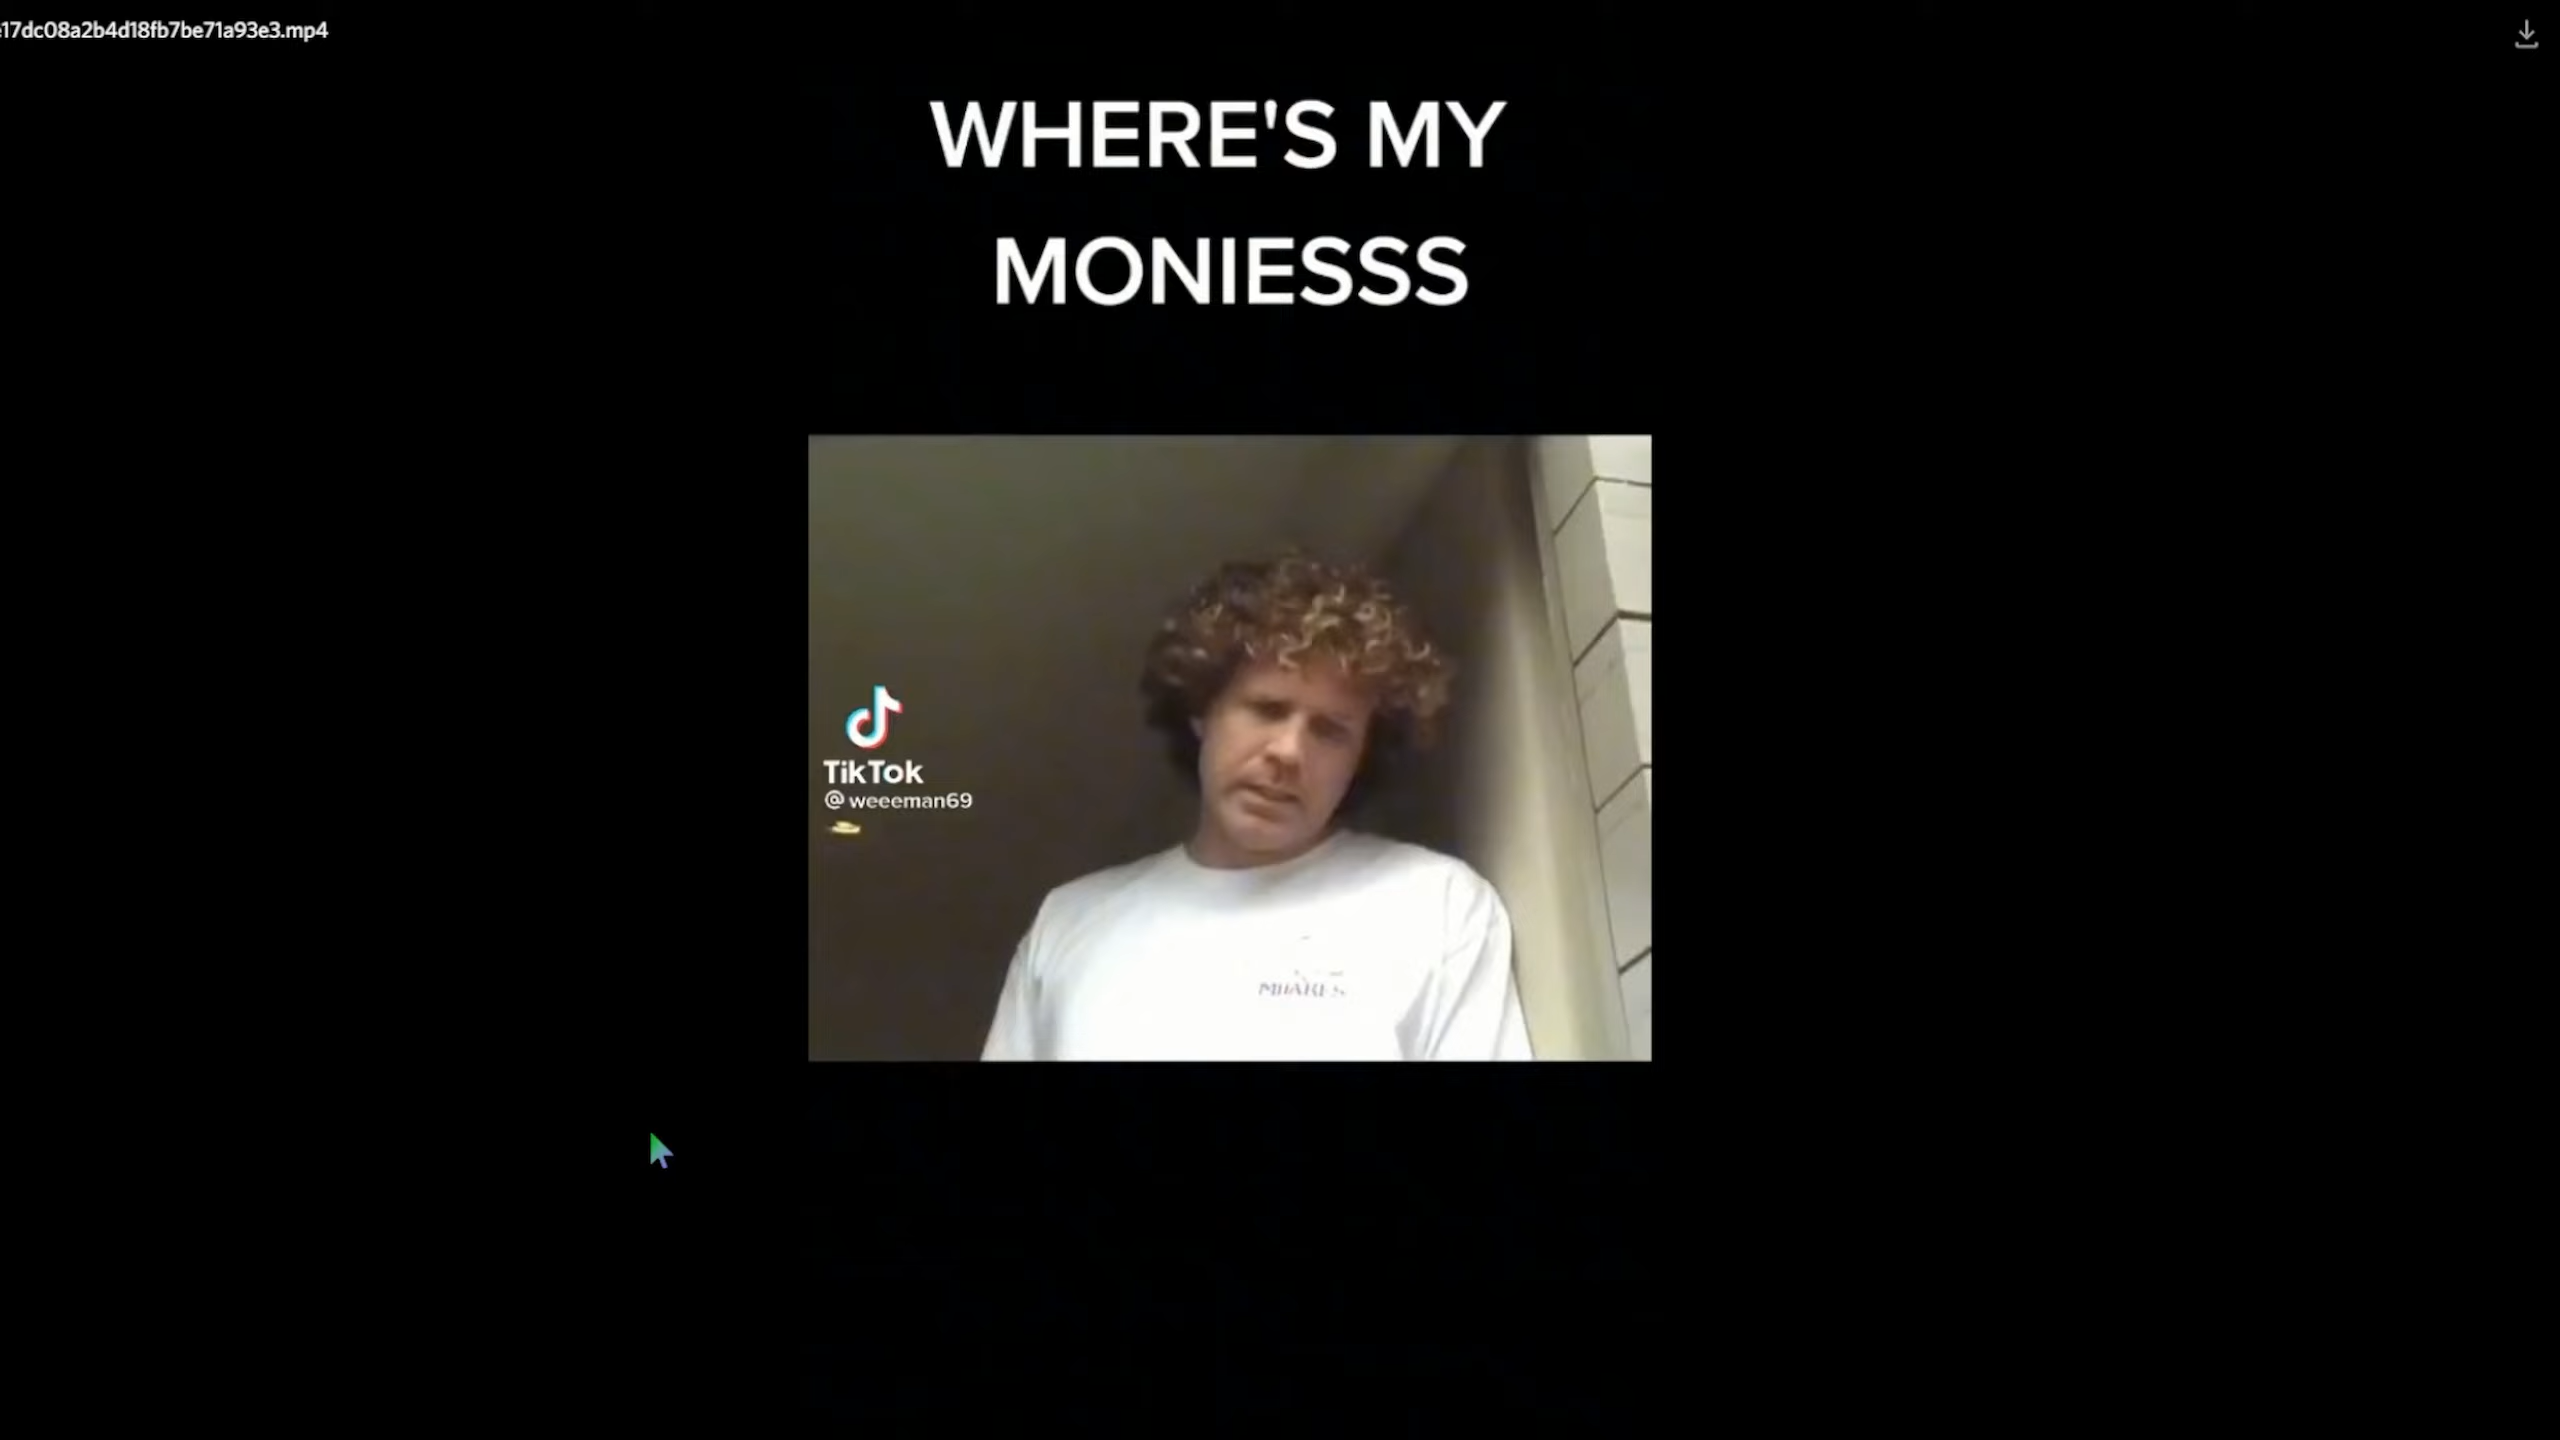 17dc08a2b4d18fb7be71a93e3.mp4
WHERE'S MY
MONIESSS
TikTok
@weeeman69